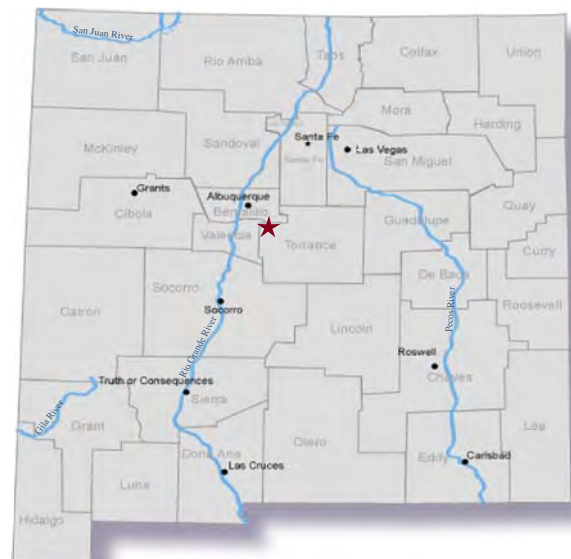 San Juan River
San Juan
Rio Arriba
Taos
Colfax
Union
Mora
Harding
Los Alamos
Sandoval
Santa Fe
Santa Fe
Las Vegas
San Miguel
McKinley
Grants
Cibola
Albuquerque
Bernalillo
Valencia
Torrance
Guadalupe
Quay
Curry
De Baca
Roosevelt
Socorro
Socorro
Catron
Lincoln
Pecos River
Roswell
Chaves
Rio Grande River
Truth or Consequences
Sierra
Gila River
Grant
Otero
Lea
Dona Ana
Las Cruces
Eddy
Carlsbad
Luna
Hidalgo